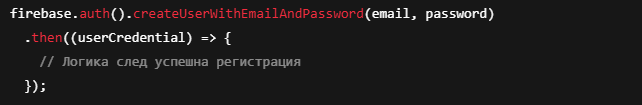 firebase.auth().createUserWithEmailAndPassword(email, password)
  .then((userCredential) => {
    // Логика след успешна регистрация
  });